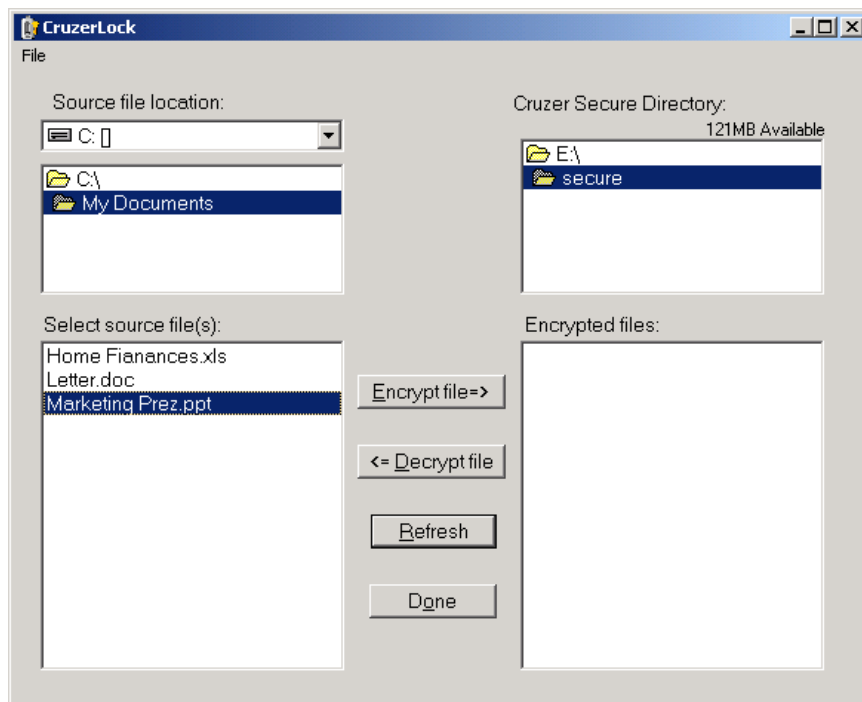 CruzerLock
File
Source file location:
C: []
C:\
My Documents
Cruzer Secure Directory:
121MB Available
E:\
secure
Select source file(s):
Home Fianances.xls
Letter.doc
Marketing Prez.ppt
Encrypt file=>
<= Decrypt file
Refresh
Done
Encrypted files: